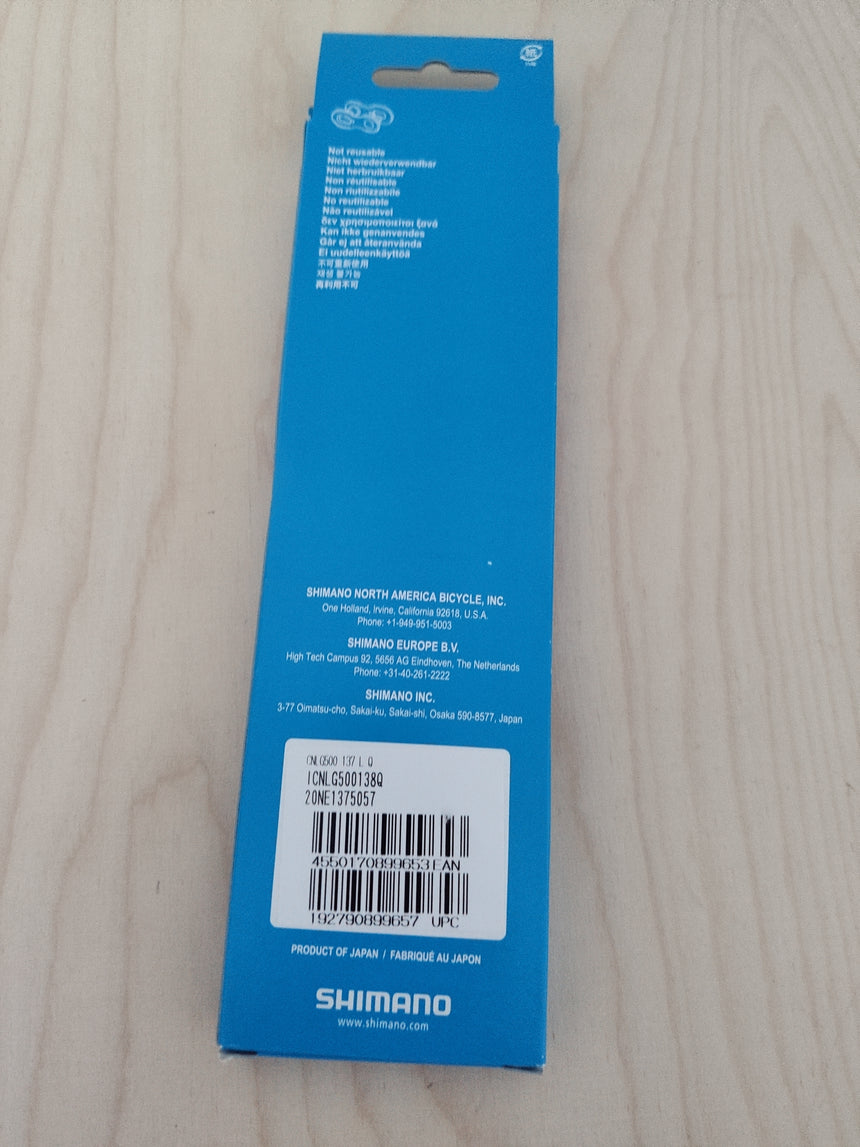 Not reusable
Nicht wiederverwendbar
Niet herbruikbaar
Non réutilisable
Non riutilizzabile
No reutilizable
Não reutilizável
δεν χρησιμοποιείται ξανά
Kan ikke genanvendes
Går ej att återanvända
Ei uudelleenkäyttöä
不可重新使用
재생 불가능
再利用不可
SHIMANO NORTH AMERICA BICYCLE, INC.
One Holland, Irvine, California 92618, U.S.A.
Phone: +1-949-951-5003
SHIMANO EUROPE B.V.
High Tech Campus 92, 5656 AG Eindhoven, The Netherlands
Phone: +31-40-261-2222
SHIMANO INC.
3-77 Oimatsu-cho, Sakai-ku, Sakai-shi, Osaka 590-8577, Japan
CNLG500 137 L Q
ICNLG500138Q
20NE1375057
4550170899653 EAN
192790899657 UPC
PRODUCT OF JAPAN / FABRIQUÉ AU JAPON
SHIMANO
www.shimano.com